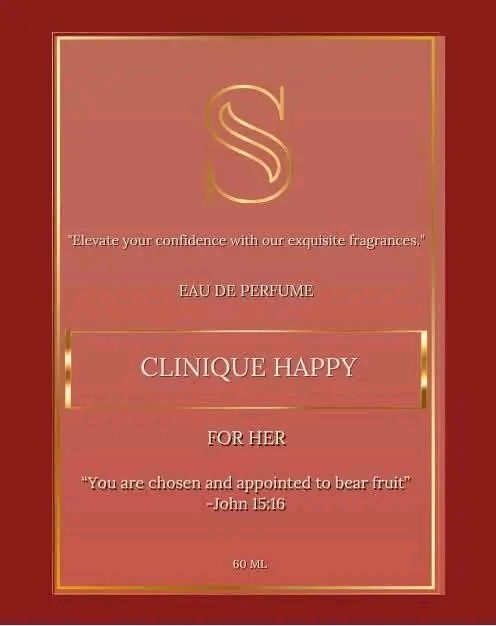 S
"Elevate your confidence with our exquisite fragrances."
EAU DE PERFUME
CLINIQUE HAPPY
FOR HER
“You are chosen and appointed to bear fruit”
-John 15:16
60 ML